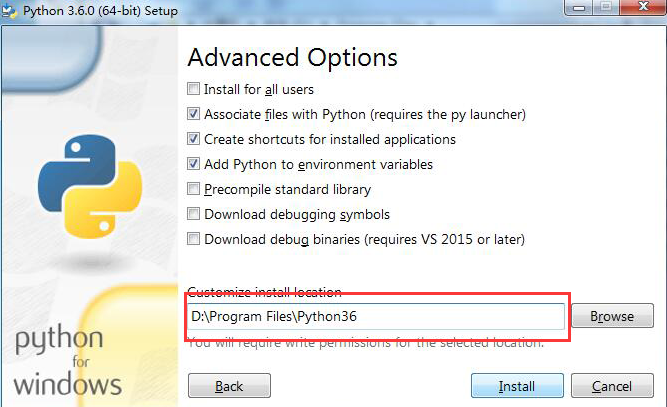 Python 3.6.0 (64-bit) Setup
Advanced Options
Install for all users
Associate files with Python (requires the py launcher)
Create shortcuts for installed applications
Add Python to environment variables
Precompile standard library
Download debugging symbols
Download debug binaries (requires VS 2015 or later)
Customize install location
D:\Program Files\Python36
Browse
You will require write permissions for the selected location.
python
for
windows
Back
Install
Cancel